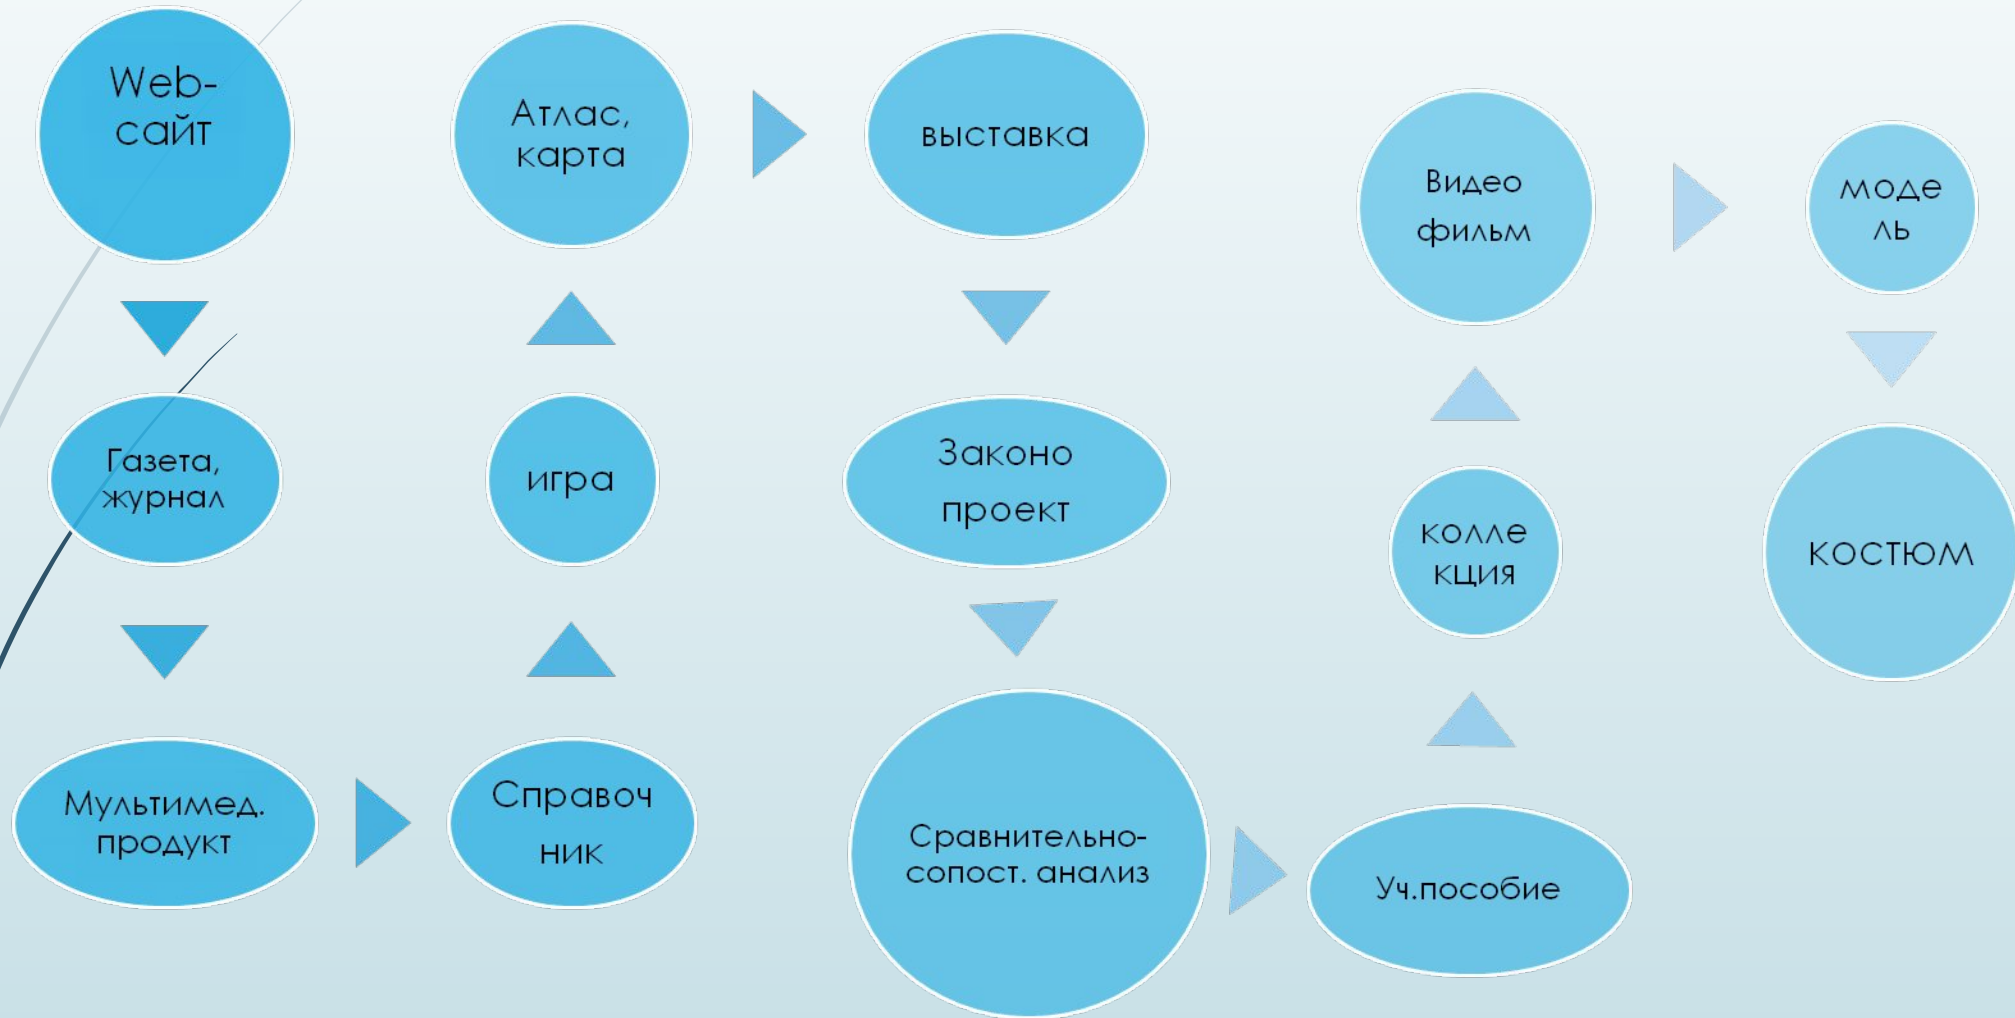 Web-
сайт
Газета,
журнал
Мультимед.
продукт
Справоч
ник
игра
Атлас,
карта
выставка
Законо
проект
Сравнительно-
сопост. анализ
Уч.пособие
колле
кция
Видео
фильм
моде
ль
костюм